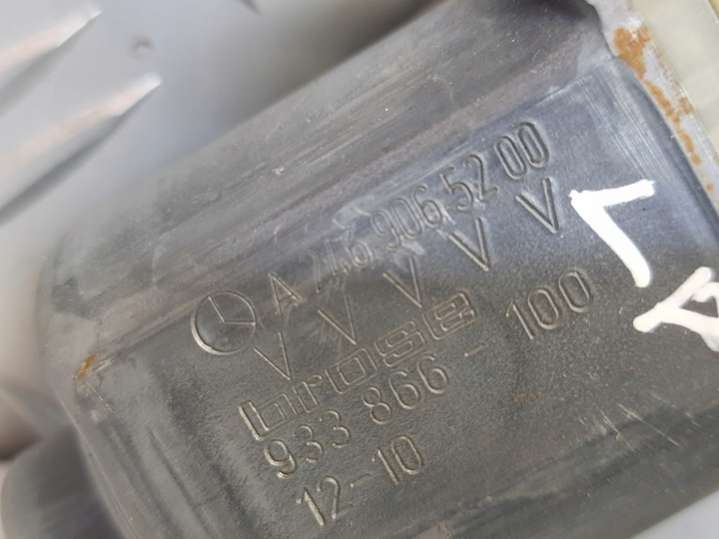 A 246 906 52 00
V V V V V V
brose
933 866-100
12-10